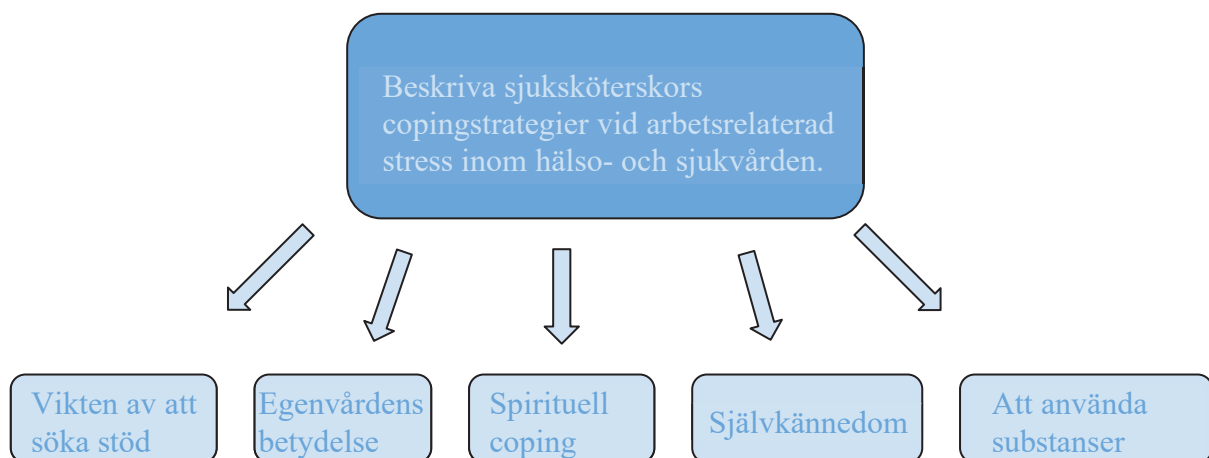 Beskriva sjuksköterskors
copingstrategier vid arbetsrelaterad
stress inom hälso- och sjukvården.
Vikten av att
söka stöd
Egenvårdens
betydelse
Spirituell
coping
Självkännedom
Att använda
substanser